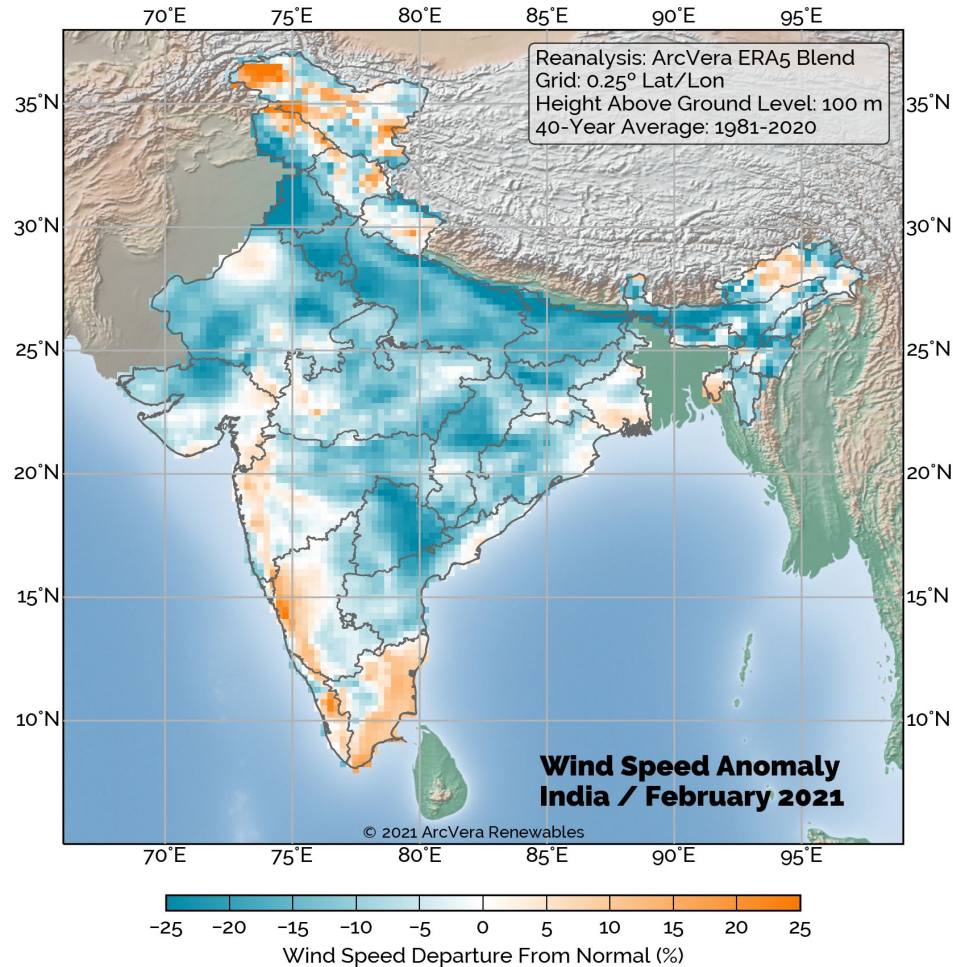 70°E 75°E 80°E 85°E 90°E 95°E
Reanalysis: ArcVera ERA5 Blend
Grid: 0.25º Lat/Lon
Height Above Ground Level: 100 m
40-Year Average: 1981-2020
35°N 35°N
30°N 30°N
25°N 25°N
20°N 20°N
15°N 15°N
10°N 10°N
Wind Speed Anomaly
India / February 2021
© 2021 ArcVera Renewables
70°E 75°E 80°E 85°E 90°E 95°E
−25 −20 −15 −10 −5 0 5 10 15 20 25
Wind Speed Departure From Normal (%)